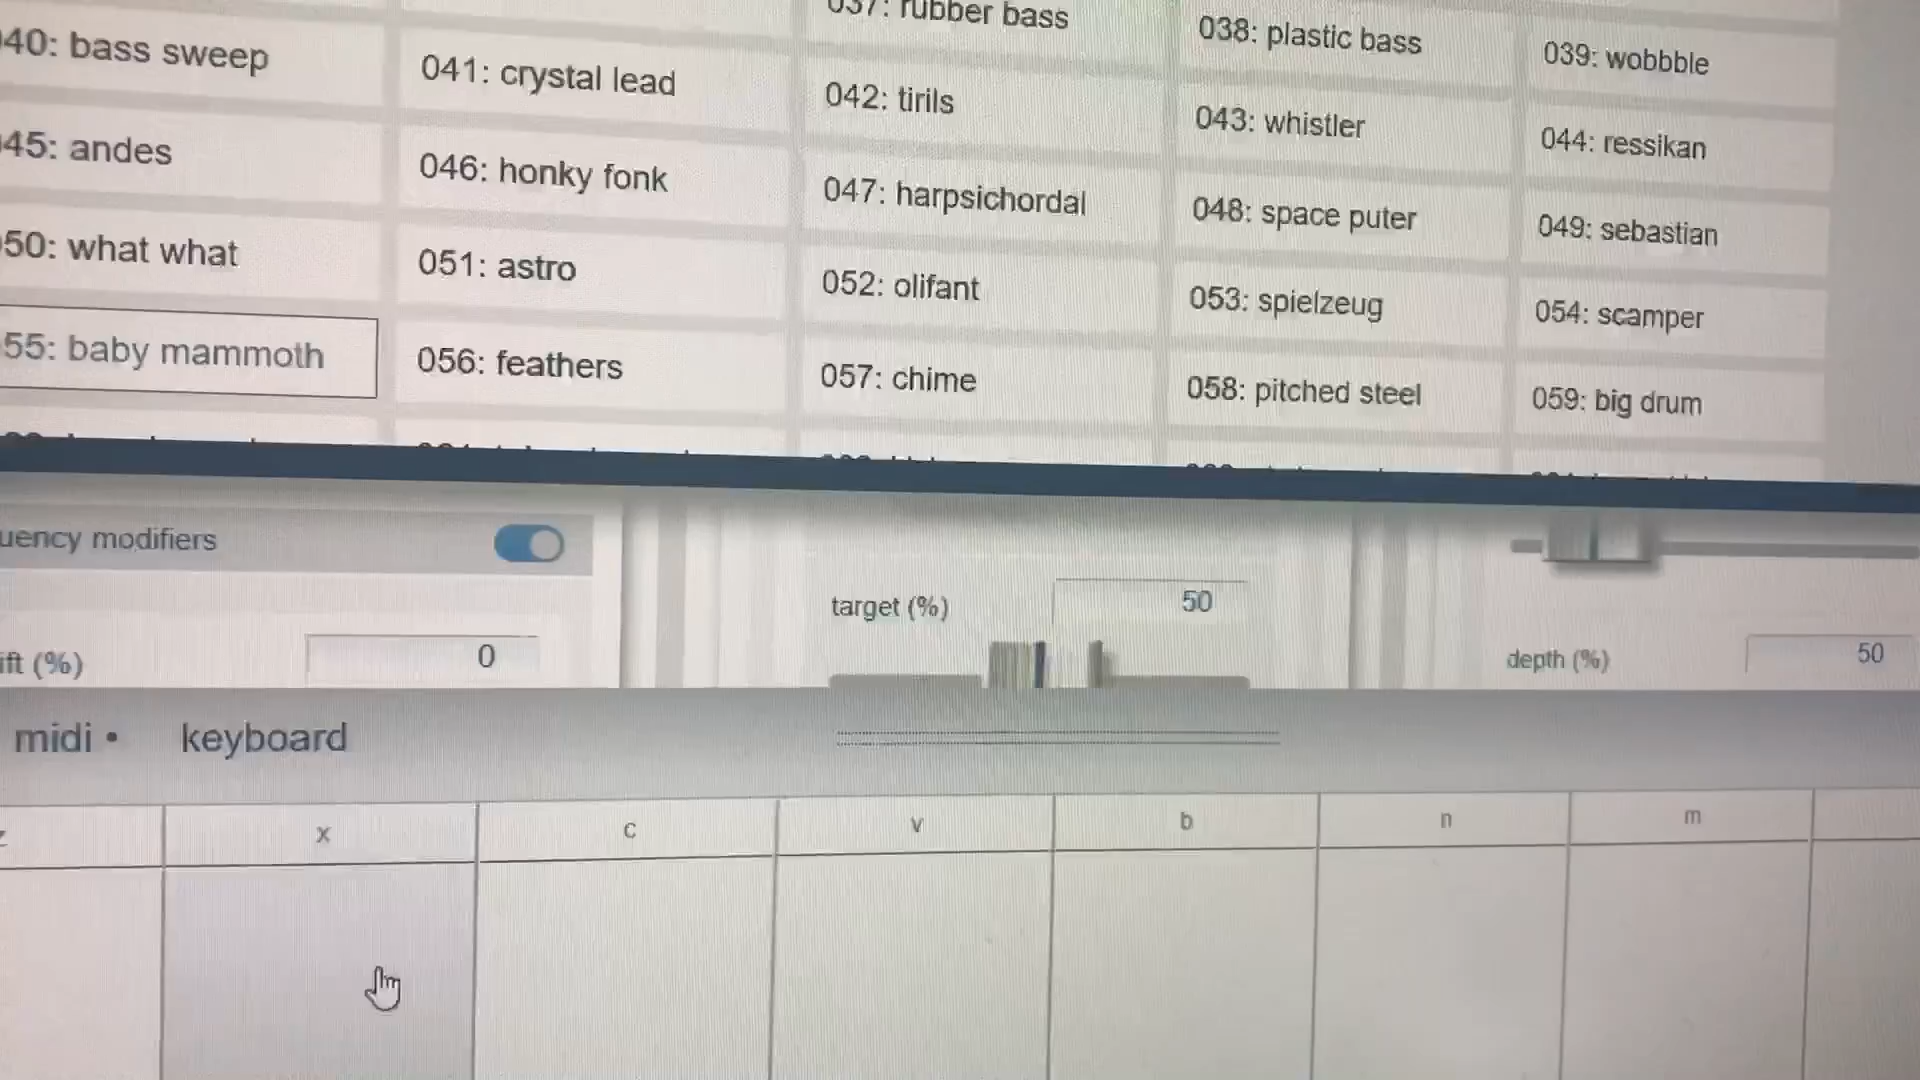 037: rubber bass
038: plastic bass
039: wobbble
40: bass sweep
041: crystal lead
042: tirils
043: whistler
044: ressikan
45: andes
046: honky fonk
047: harpsichordal
048: space puter
049: sebastian
50: what what
051: astro
052: olifant
053: spielzeug
054: scamper
55: baby mammoth
056: feathers
057: chime
058: pitched steel
059: big drum
uency modifiers
target (%)
50
ift (%)
0
depth (%)
50
midi •
keyboard
x
c
v
b
n
m